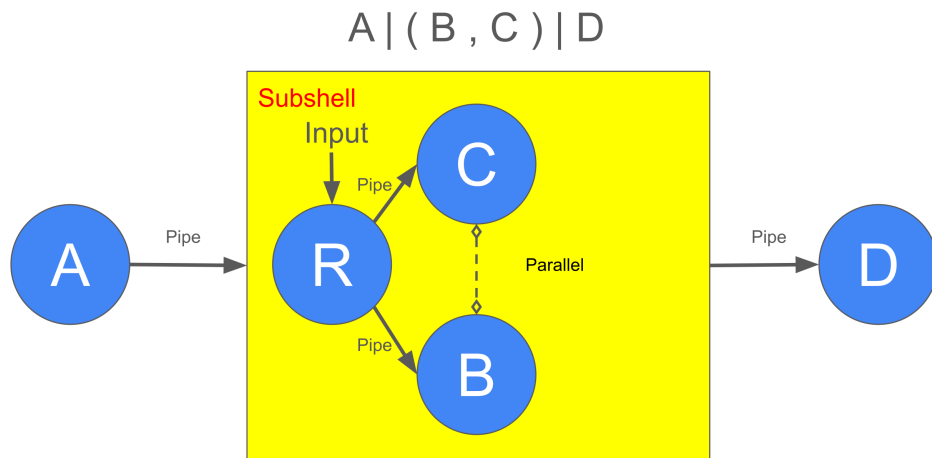 A | ( B , C ) | D
Subshell
Input
C
Pipe
Pipe
A
R
Parallel
Pipe
D
Pipe
B